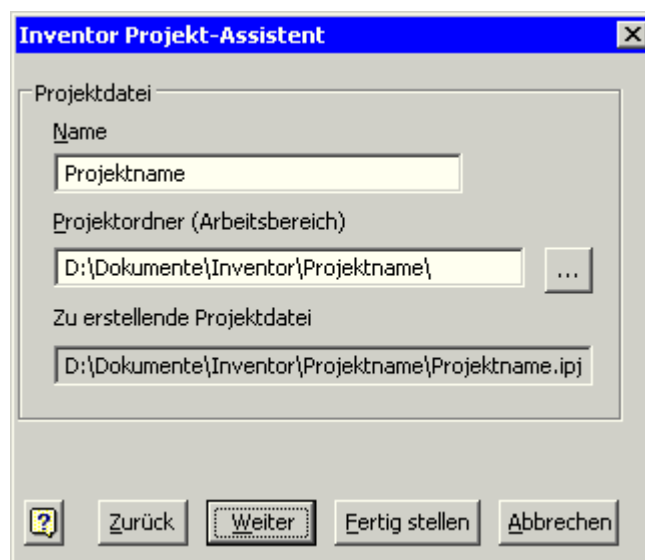 Inventor Projekt-Assistent
Projektdatei
Name
Projektname
Projektordner (Arbeitsbereich)
D:\Dokumente\Inventor\Projektname\
...
Zu erstellende Projektdatei
D:\Dokumente\Inventor\Projektname\Projektname.ipj
? Zurück Weiter Fertig stellen Abbrechen